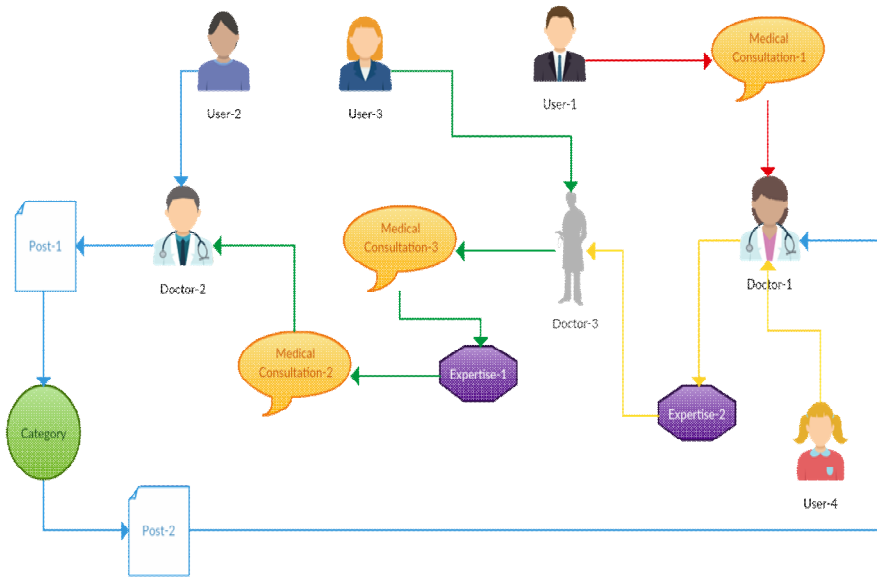 User-2
User-3
User-1
Medical
Consultation-1
Post-1
Doctor-2
Medical
Consultation-3
Doctor-3
Doctor-1
Medical
Consultation-2
Expertise-1
Expertise-2
Category
User-4
Post-2